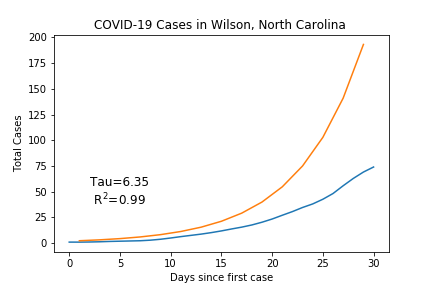 COVID-19 Cases in Wilson, North Carolina
200
175
150
125
100
75
50
25
0
Total Cases
Tau=6.35
R²=0.99
0 5 10 15 20 25 30
Days since first case